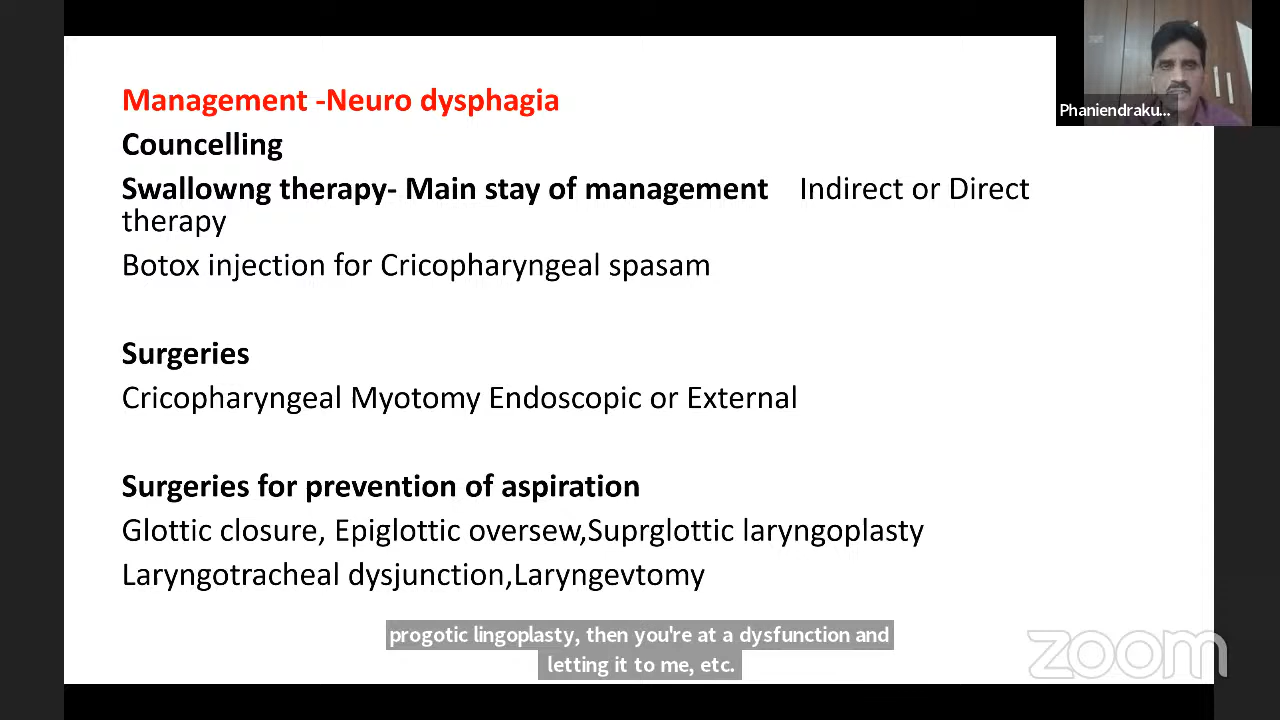 Management -Neuro dysphagia
Councelling
Swallowng therapy- Main stay of management Indirect or Direct
therapy
Botox injection for Cricopharyngeal spasam
Surgeries
Cricopharyngeal Myotomy Endoscopic or External
Surgeries for prevention of aspiration
Glottic closure, Epiglottic oversew,Suprglottic laryngoplasty
Laryngotracheal dysjunction,Laryngevtomy
Phaniendraku...
progotic lingoplasty, then you're at a dysfunction and
letting it to me, etc.
zoom